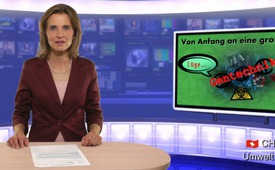 Von Anfang an eine gro
Lüge...
Gentechnik
CH
Umwelt